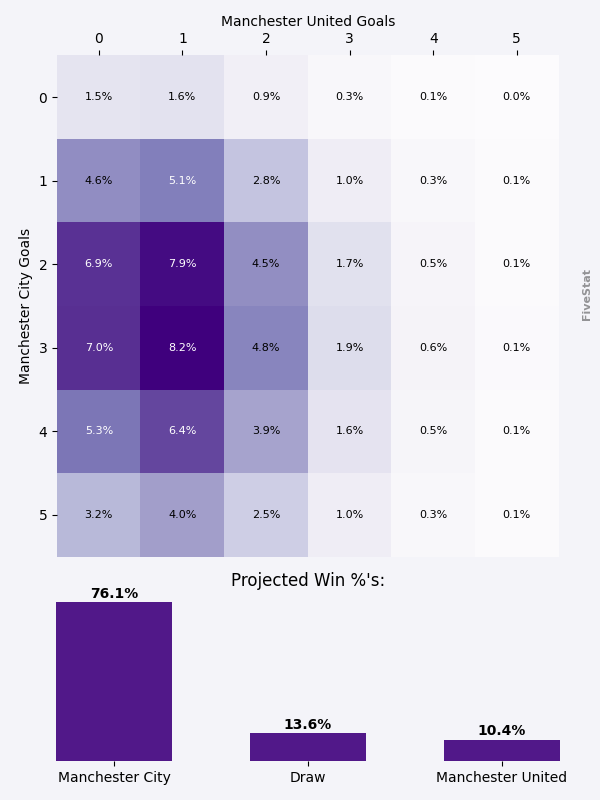 Manchester United Goals
0 1 2 3 4 5
Manchester City Goals
0 1.5% 1.6% 0.9% 0.3% 0.1% 0.0%
1 4.6% 5.1% 2.8% 1.0% 0.3% 0.1%
2 6.9% 7.9% 4.5% 1.7% 0.5% 0.1%
3 7.0% 8.2% 4.8% 1.9% 0.6% 0.1%
4 5.3% 6.4% 3.9% 1.6% 0.5% 0.1%
5 3.2% 4.0% 2.5% 1.0% 0.3% 0.1%
FiveStat
Projected Win %'s:
76.1% 13.6% 10.4%
Manchester City Draw Manchester United